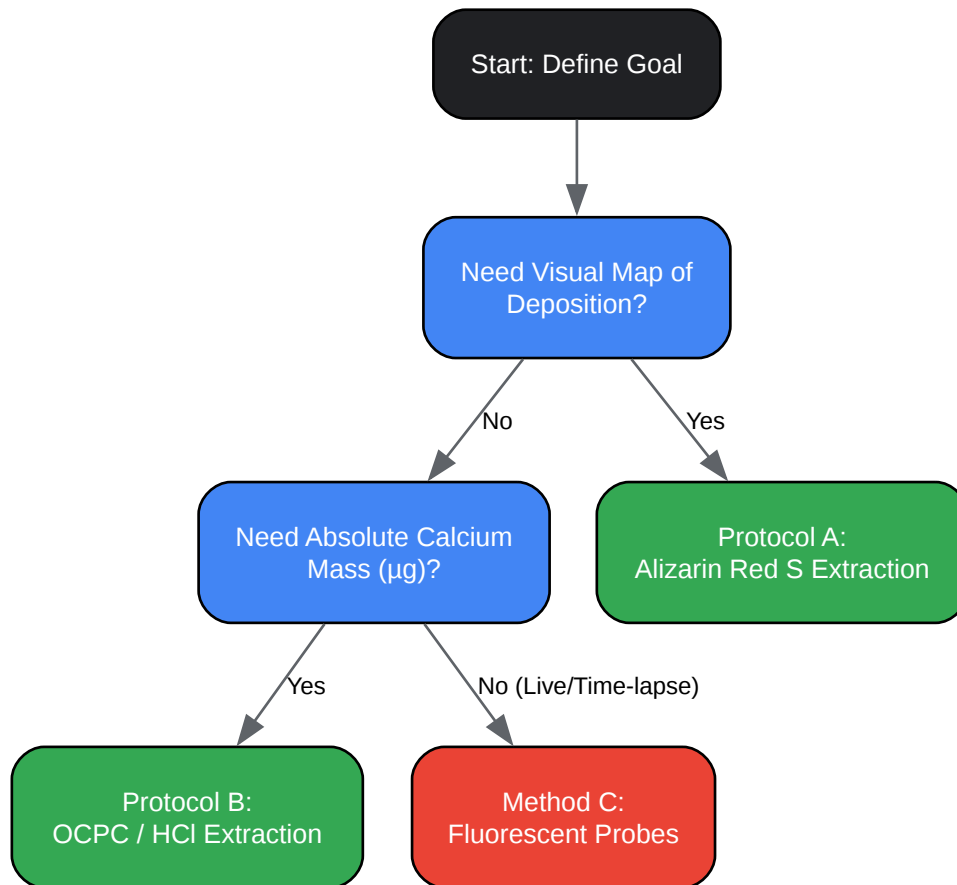 Start: Define Goal
Need Visual Map of
Deposition?
No
Yes
Need Absolute Calcium
Mass (µg)?
Protocol A:
Alizarin Red S Extraction
Yes
No (Live/Time-lapse)
Protocol B:
OCPC / HCl Extraction
Method C:
Fluorescent Probes